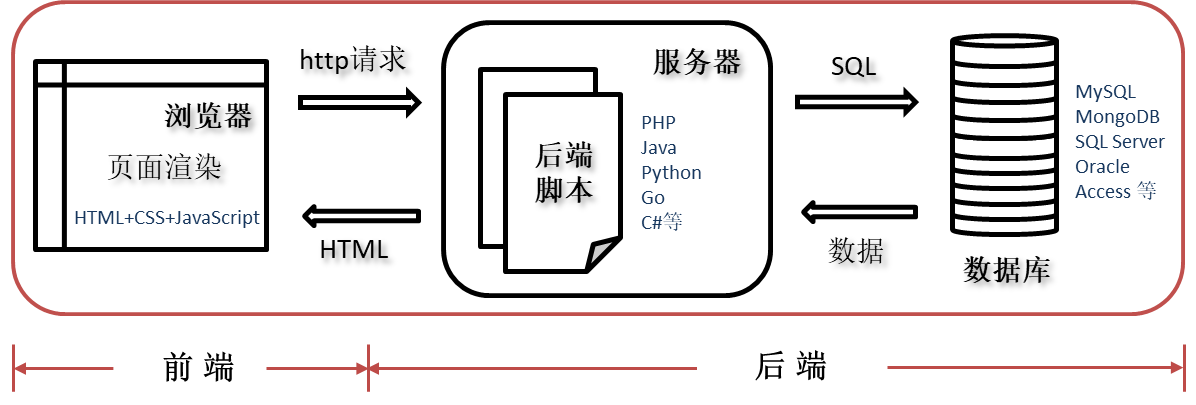 浏览器
页面渲染
HTML+CSS+JavaScript
http请求
HTML
服务器
后端
脚本
PHP
Java
Python
Go
C#等
SQL
数据
MySQL
MongoDB
SQL Server
Oracle
Access 等
数据库
前 端
后 端